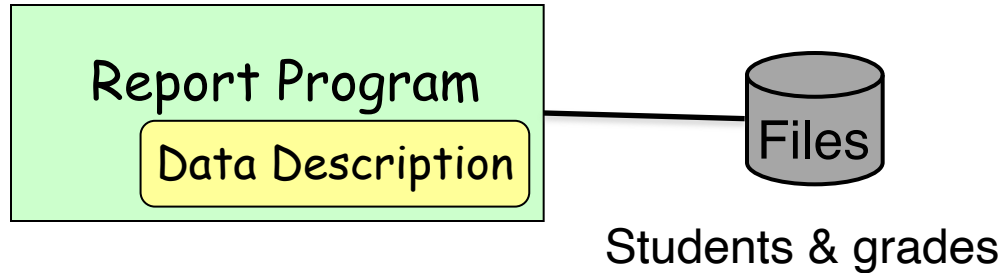 Report Program
Data Description
Files
Students & grades